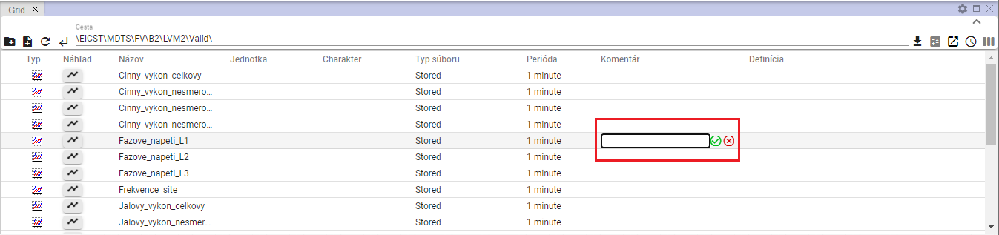 Grid
Cesta
\EICST\MDTS\FV\B2\LVM2\Valid\
Typ Náhľad Názov Jednotka Charakter Typ súboru Perióda Komentár Definícia
Cinny_vykon_celkovy Stored 1 minute
Cinny_vykon_nesmero... Stored 1 minute
Cinny_vykon_nesmero... Stored 1 minute
Cinny_vykon_nesmero... Stored 1 minute
Fazove_napeti_L1 Stored 1 minute
Fazove_napeti_L2 Stored 1 minute
Fazove_napeti_L3 Stored 1 minute
Frekvence_site Stored 1 minute
Jalovy_vykon_celkovy Stored 1 minute
Jalovy_vykon_nesmer... Stored 1 minute